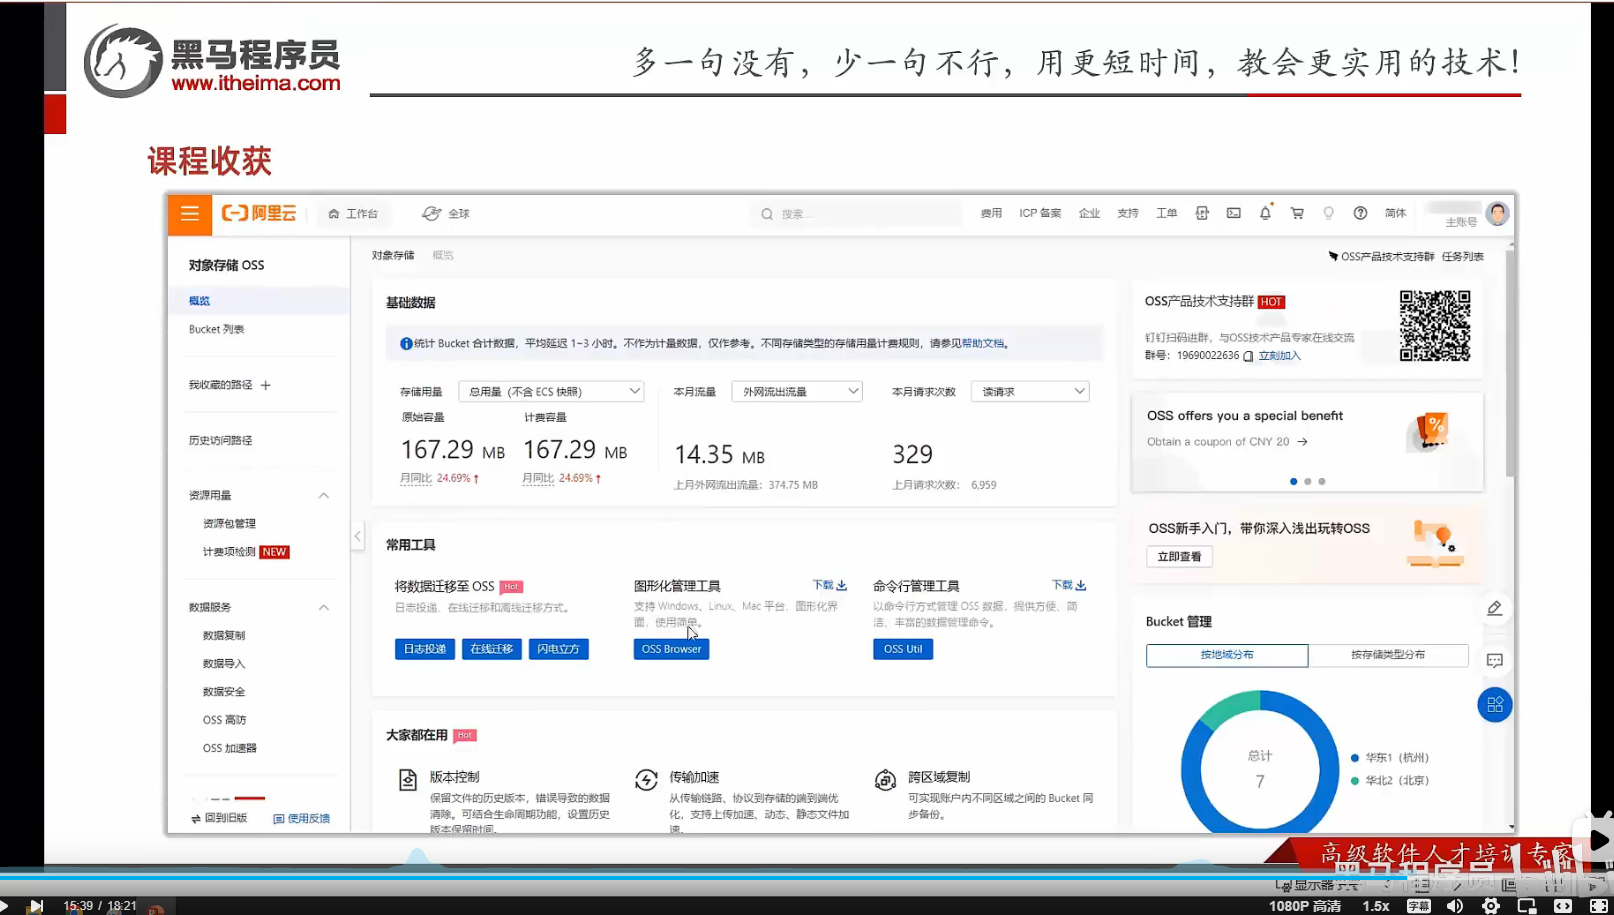 黑马程序员
www.itheima.com
多一句没有，少一句不行，用更短时间，教会更实用的技术！
课程收获
阿里云
工作台
全球
搜索...
费用
ICP 备案
企业
支持
工单
简体
主账号
对象存储 OSS
概览
Bucket 列表
我收藏的路径
历史访问路径
资源用量
资源包管理
计费项检测 NEW
数据服务
数据复制
数据导入
数据安全
OSS 高防
OSS 加速器
回到旧版
使用反馈
对象存储 概览
OSS产品技术支持群 任务列表
基础数据
统计 Bucket 合计数据，平均延迟 1~3 小时。不作为计量数据，仅作参考。不同存储类型的存储用量计费规则，请参见帮助文档。
存储用量 总用量（不含 ECS 快照）
原始容量 计费容量
167.29 MB 167.29 MB
月同比 24.69% ↑ 月同比 24.69% ↑
本月流量 外网流出流量
14.35 MB
上月外网流出流量：374.75 MB
本月请求次数 读请求
329
上月请求次数： 6,959
常用工具
将数据迁移至 OSS Hot
日志投递、在线迁移和离线迁移方式。
日志投递 在线迁移 闪电立方
图形化管理工具 下载
支持 Windows、Linux、Mac 平台，图形化界
面，使用简单。
OSS Browser
命令行管理工具 下载
以命令行方式管理 OSS 数据，提供方便、简
洁、丰富的数据管理命令。
OSS Util
大家都在用 Hot
版本控制
保留文件的历史版本，错误导致的数据
清除。可结合生命周期功能，设置历史
版本保留时间。
传输加速
从传输链路、协议到存储的端到端优
化，支持上传加速、动态、静态文件加
速。
跨区域复制
可实现账户内不同区域之间的 Bucket 同
步备份。
OSS产品技术支持群 HOT
钉钉扫码进群，与OSS技术产品专家在线交流
群号：19690022636 立刻加入
OSS offers you a special benefit
Obtain a coupon of CNY 20 →
OSS新手入门，带你深入浅出玩转OSS
立即查看
Bucket 管理
按地域分布 按存储类型分布
总计
7
华东1（杭州）
华北2（北京）
高级软件人才培训专家
黑马程序员
显示器
15:39 / 18:21
1080P 高清
1.5x
字幕